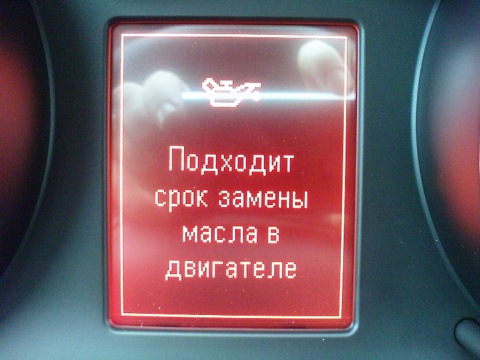 Подходит
срок замены
масла в
двигателе